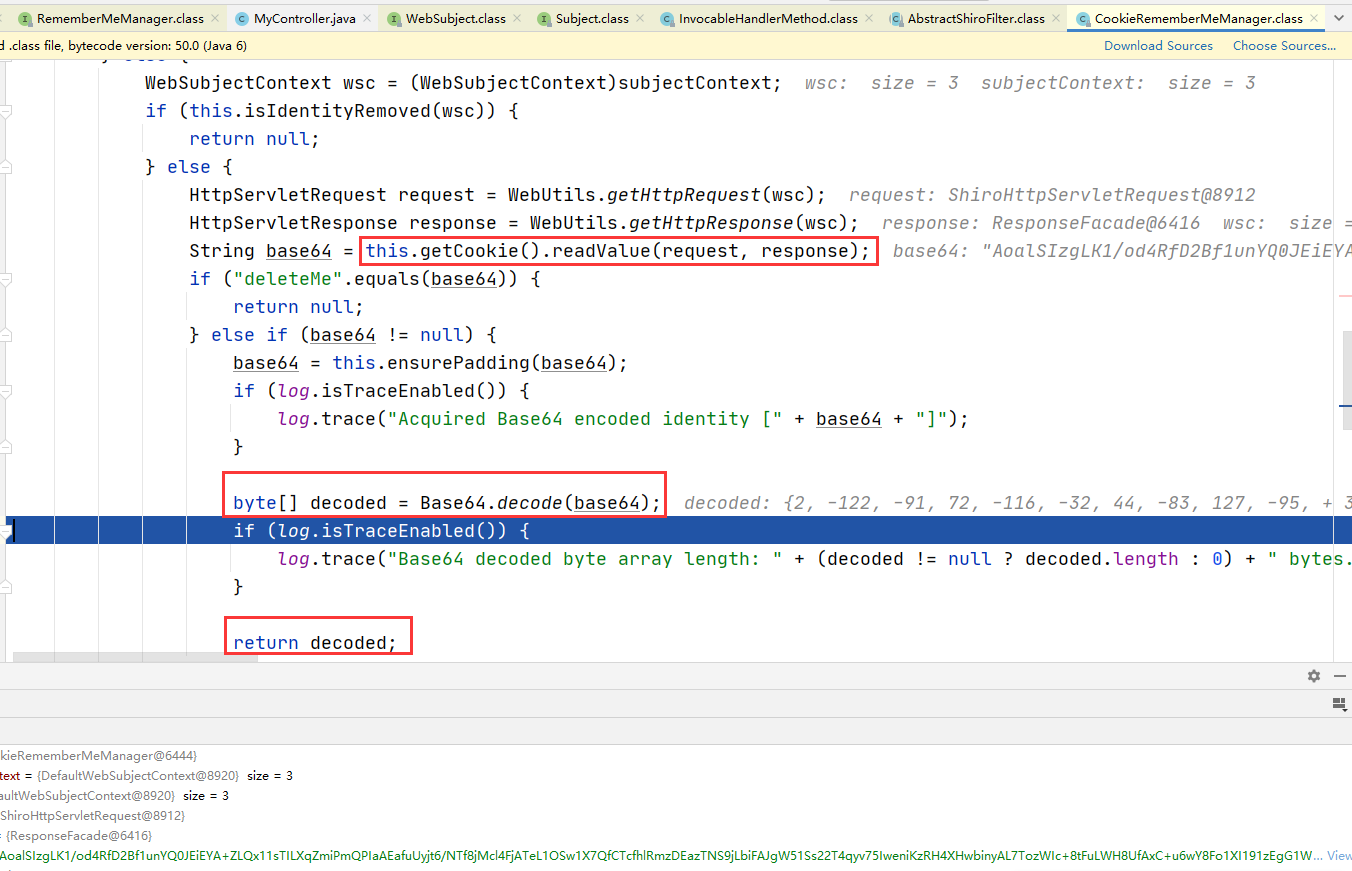 RememberMeManager.class MyController.java WebSubject.class Subject.class InvocableHandlerMethod.class AbstractShiroFilter.class CookieRememberMeManager.class
d .class file, bytecode version: 50.0 (Java 6) Download Sources Choose Sources...
WebSubjectContext wsc = (WebSubjectContext)subjectContext; wsc: size = 3 subjectContext: size = 3
if (this.isIdentityRemoved(wsc)) {
return null;
} else {
HttpServletRequest request = WebUtils.getHttpRequest(wsc); request: ShiroHttpServletRequest@8912
HttpServletResponse response = WebUtils.getHttpResponse(wsc); response: ResponseFacade@6416 wsc: size =
String base64 = this.getCookie().readValue(request, response); base64: "AoalSIzgLK1/od4RfD2Bf1unYQ0JEiEYA
if ("deleteMe".equals(base64)) {
return null;
} else if (base64 != null) {
base64 = this.ensurePadding(base64);
if (log.isTraceEnabled()) {
log.trace("Acquired Base64 encoded identity [" + base64 + "]");
}
byte[] decoded = Base64.decode(base64); decoded: {2, -122, -91, 72, -116, -32, 44, -83, 127, -95, + 3
if (log.isTraceEnabled()) {
log.trace("Base64 decoded byte array length: " + (decoded != null ? decoded.length : 0) + " bytes.
}
return decoded;
kieRememberMeManager@6444}
text = {DefaultWebSubjectContext@8920} size = 3
aultWebSubjectContext@8920} size = 3
ShiroHttpServletRequest@8912}
= {ResponseFacade@6416}
AoalSIzgLK1/od4RfD2Bf1unYQ0JEiEYA+ZLQx11sTILXqZmiPmQPIaAEafuUyjt6/NTf8jMcl4FjATeL1OSw1X7QfCTcfhlRmzDEazTNS9jLbiFAJgW51Ss22T4qyv75IweniKzRH4XHwbinyAL7TozWIc+8tFuLWH8UfAxC+u6wY8Fo1XI191zEgG1W... View